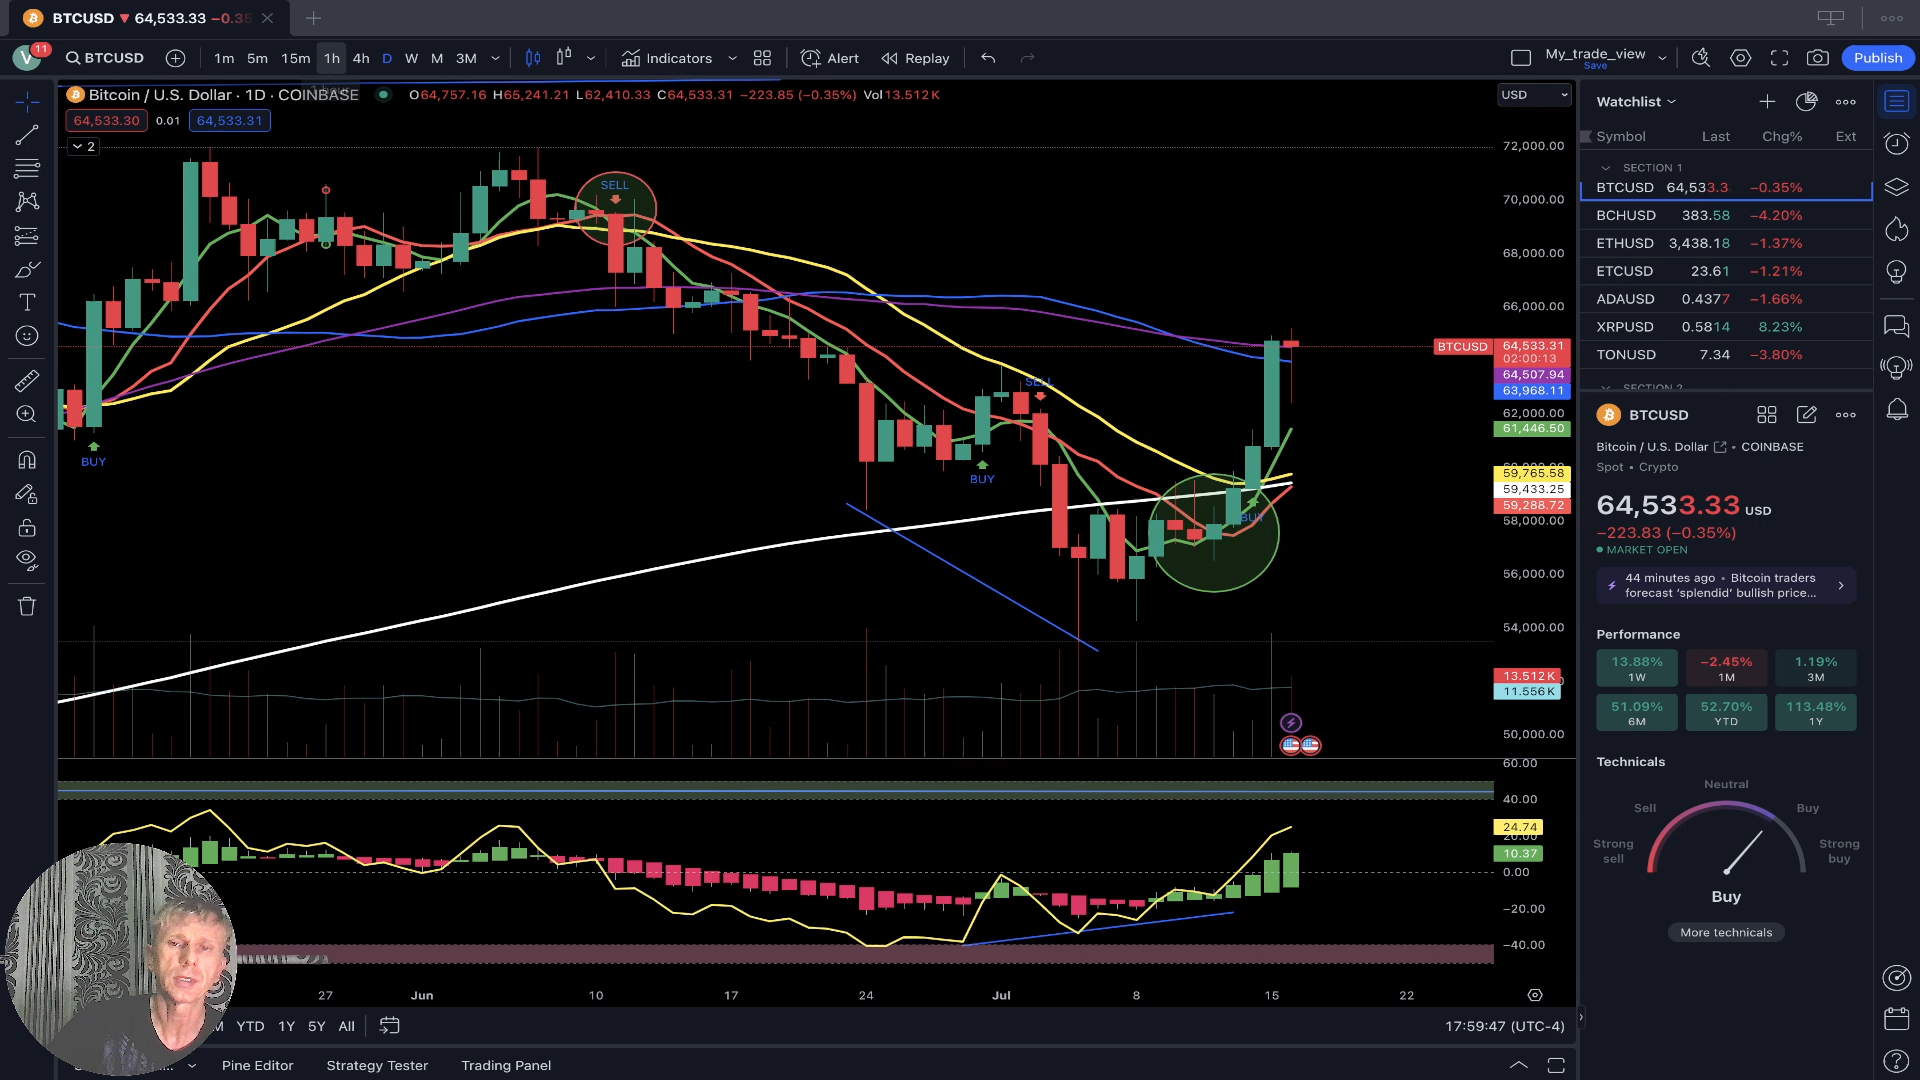 BTCUSD ▼ 64,533.33 −0.35
V 11 BTCUSD 1m 5m 15m 1h 4h D W M 3M Indicators Alert Replay My_trade_view Save Publish
Bitcoin / U.S. Dollar · 1D · COINBASE O64,757.16 H65,241.21 L62,410.33 C64,533.31 −223.85 (−0.35%) Vol13.512K
64,533.30 0.01 64,533.31
2
USD
72,000.00
70,000.00
68,000.00
66,000.00
BTCUSD 64,533.31
02:00:13
64,507.94
63,968.11
62,000.00
61,446.50
59,765.58
59,433.25
59,288.72
58,000.00
56,000.00
54,000.00
13.512K
11.556K
50,000.00
SELL
SELL
BUY
BUY
BUY
60.00
40.00
24.74
20.00
10.37
0.00
−20.00
−40.00
27 Jun 10 17 24 Jul 8 15 22
M YTD 1Y 5Y All
17:59:47 (UTC-4)
Pine Editor Strategy Tester Trading Panel
Watchlist
Symbol Last Chg% Ext
SECTION 1
BTCUSD 64,533.3 −0.35%
BCHUSD 383.58 −4.20%
ETHUSD 3,438.18 −1.37%
ETCUSD 23.61 −1.21%
ADAUSD 0.4377 −1.66%
XRPUSD 0.5814 8.23%
TONUSD 7.34 −3.80%
SECTION 2
BTCUSD
Bitcoin / U.S. Dollar • COINBASE
Spot • Crypto
64,533.33 USD
−223.83 (−0.35%)
MARKET OPEN
44 minutes ago • Bitcoin traders
forecast ‘splendid’ bullish price...
Performance
13.88% −2.45% 1.19%
1W 1M 3M
51.09% 52.70% 113.48%
6M YTD 1Y
Technicals
Neutral
Sell Buy
Strong sell Strong buy
Buy
More technicals